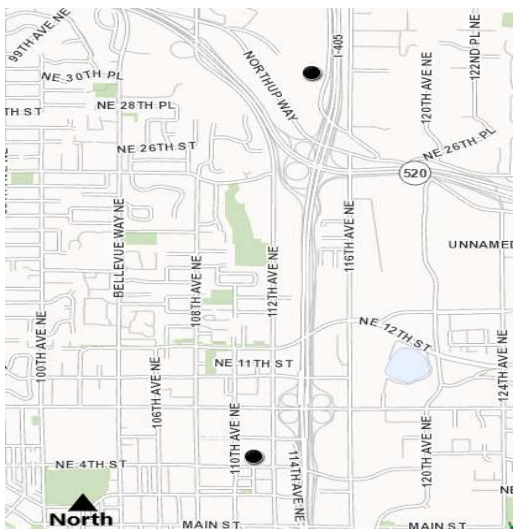 99TH AVE NE
NE 30TH PL
NORTHUP WAY
I-405
120TH AVE NE
122ND PL NE
NE 28TH PL
TH ST
NE 26TH ST
NE 26TH PL
520
BELLEVUE WAY NE
108TH AVE NE
112TH AVE NE
116TH AVE NE
UNNAMED
100TH AVE NE
NE 12TH ST
NE 11TH ST
106TH AVE NE
110TH AVE NE
114TH AVE NE
120TH AVE NE
124TH AVE NE
NE 4TH ST
NE
North
MAIN ST
MAIN ST